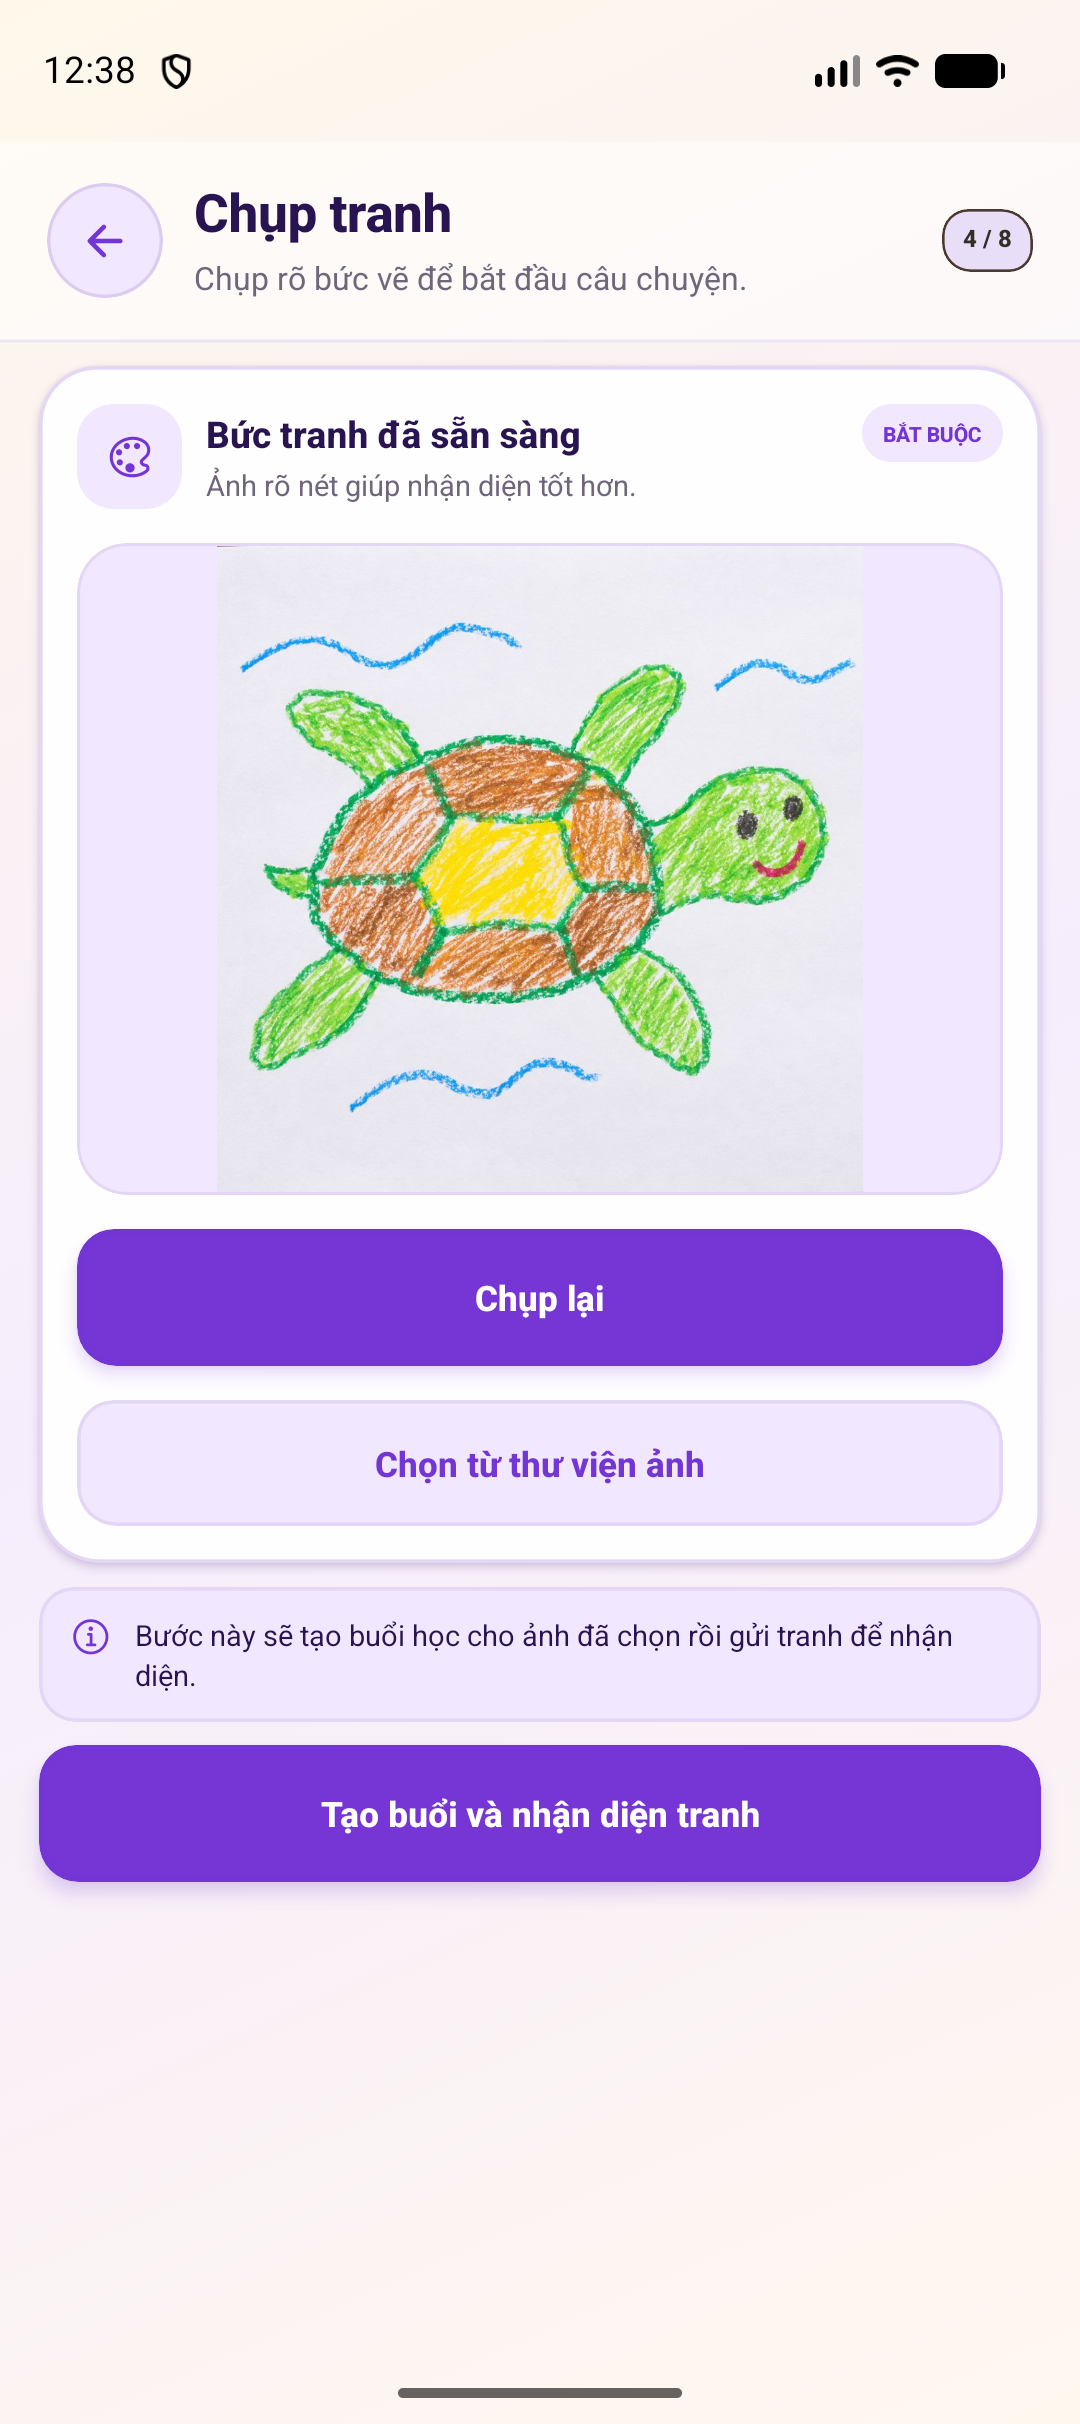 12:38
Chụp tranh
Chụp rõ bức vẽ để bắt đầu câu chuyện.
4 / 8
Bức tranh đã sẵn sàng
BẮT BUỘC
Ảnh rõ nét giúp nhận diện tốt hơn.
Chụp lại
Chọn từ thư viện ảnh
Bước này sẽ tạo buổi học cho ảnh đã chọn rồi gửi tranh để nhận
diện.
Tạo buổi và nhận diện tranh